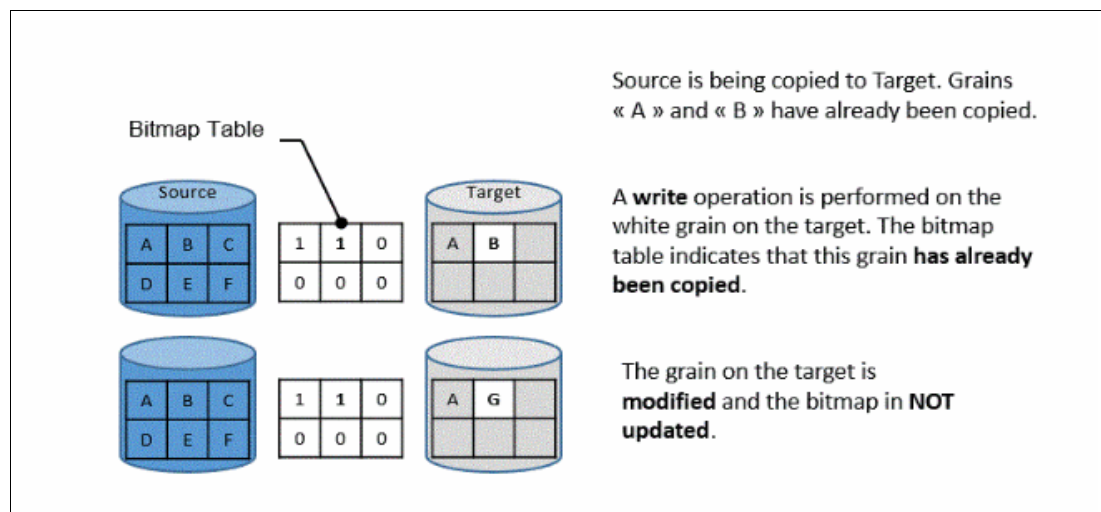 Source is being copied to Target. Grains
« A » and « B » have already been copied.
Bitmap Table
Source
Target
A B C
D E F
1 1 0
0 0 0
A B
A write operation is performed on the
white grain on the target. The bitmap
table indicates that this grain has already
been copied.
A B C
D E F
1 1 0
0 0 0
A G
The grain on the target is
modified and the bitmap in NOT
updated.